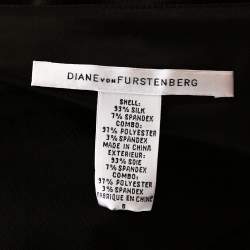 DIANE VON FURSTENBERG
SHELL:
93% SILK
7% SPANDEX
COMBO:
97% POLYESTER
3% SPANDEX
MADE IN CHINA
EXTERIEUR:
93% SOIE
7% SPANDEX
COMBO:
97% POLYESTER
3% SPANDEX
FABRIQUE EN CHINE